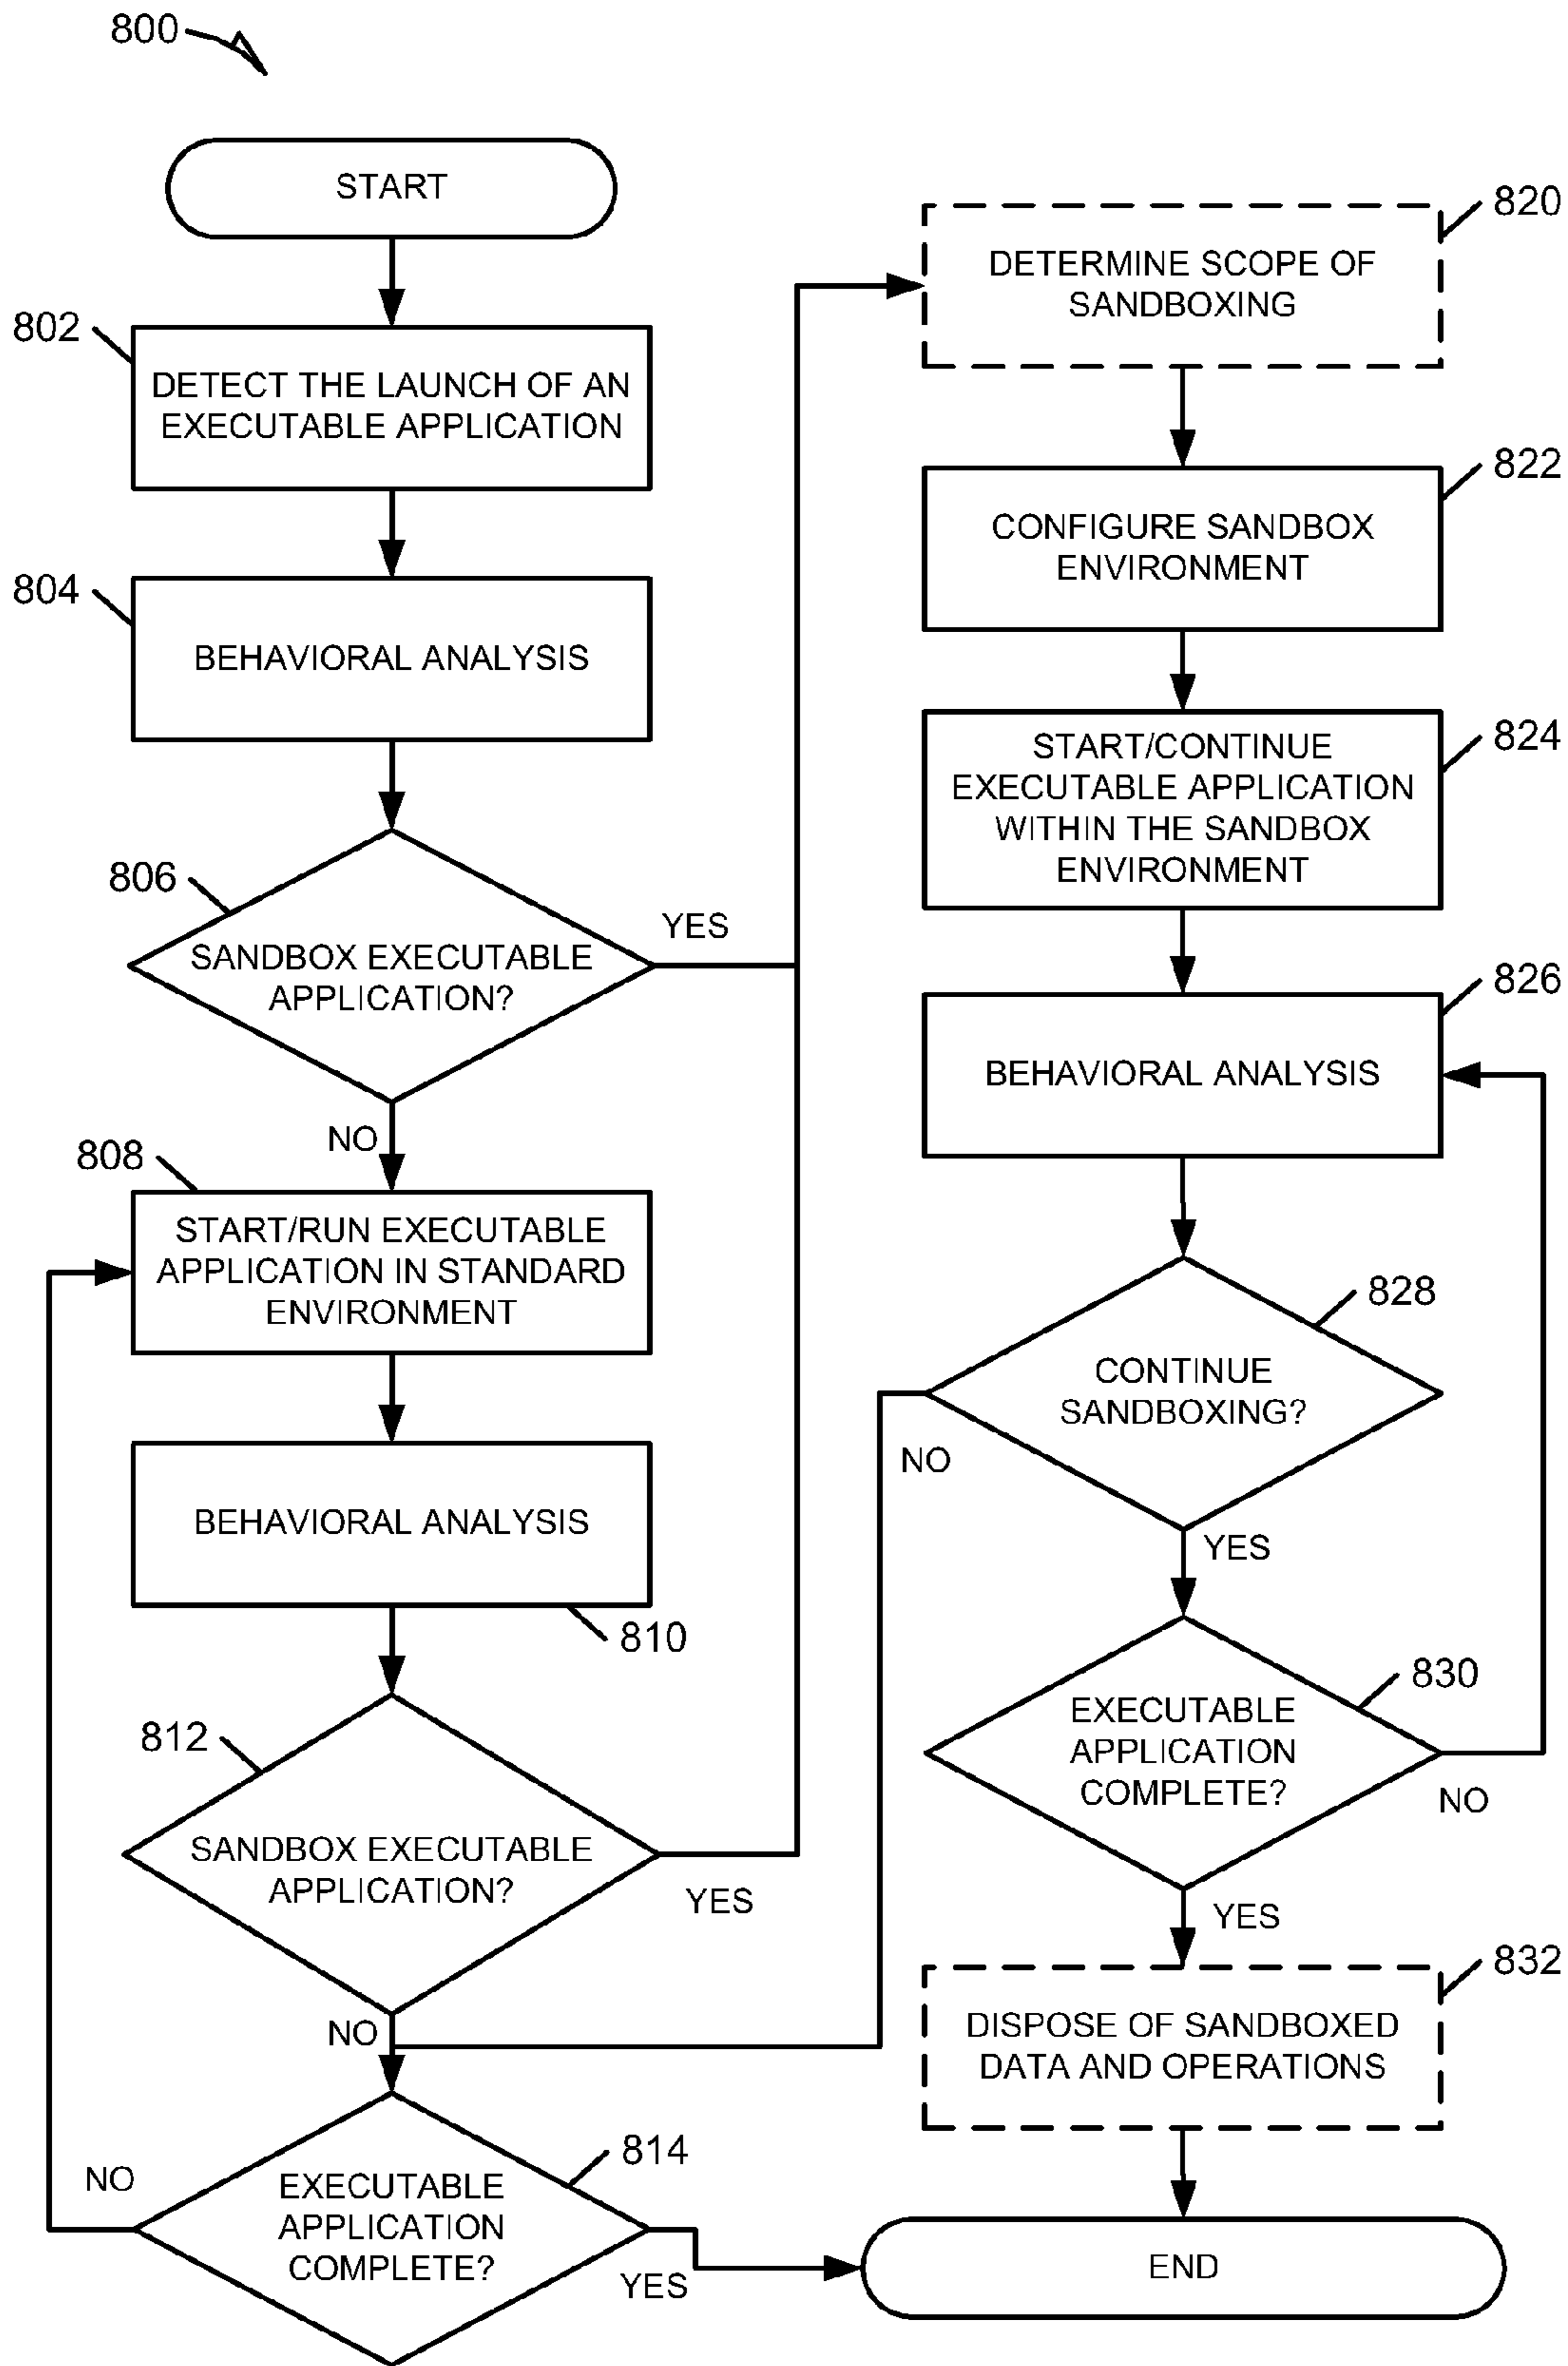 800
START
802
DETECT THE LAUNCH OF AN
EXECUTABLE APPLICATION
804
BEHAVIORAL ANALYSIS
806
SANDBOX EXECUTABLE
APPLICATION?
YES
NO
808
START/RUN EXECUTABLE
APPLICATION IN STANDARD
ENVIRONMENT
BEHAVIORAL ANALYSIS
810
812
SANDBOX EXECUTABLE
APPLICATION?
YES
NO
814
NO
EXECUTABLE
APPLICATION
COMPLETE?
YES
820
DETERMINE SCOPE OF
SANDBOXING
822
CONFIGURE SANDBOX
ENVIRONMENT
824
START/CONTINUE
EXECUTABLE APPLICATION
WITHIN THE SANDBOX
ENVIRONMENT
826
BEHAVIORAL ANALYSIS
828
CONTINUE
SANDBOXING?
NO
YES
830
EXECUTABLE
APPLICATION
COMPLETE?
NO
YES
832
DISPOSE OF SANDBOXED
DATA AND OPERATIONS
END